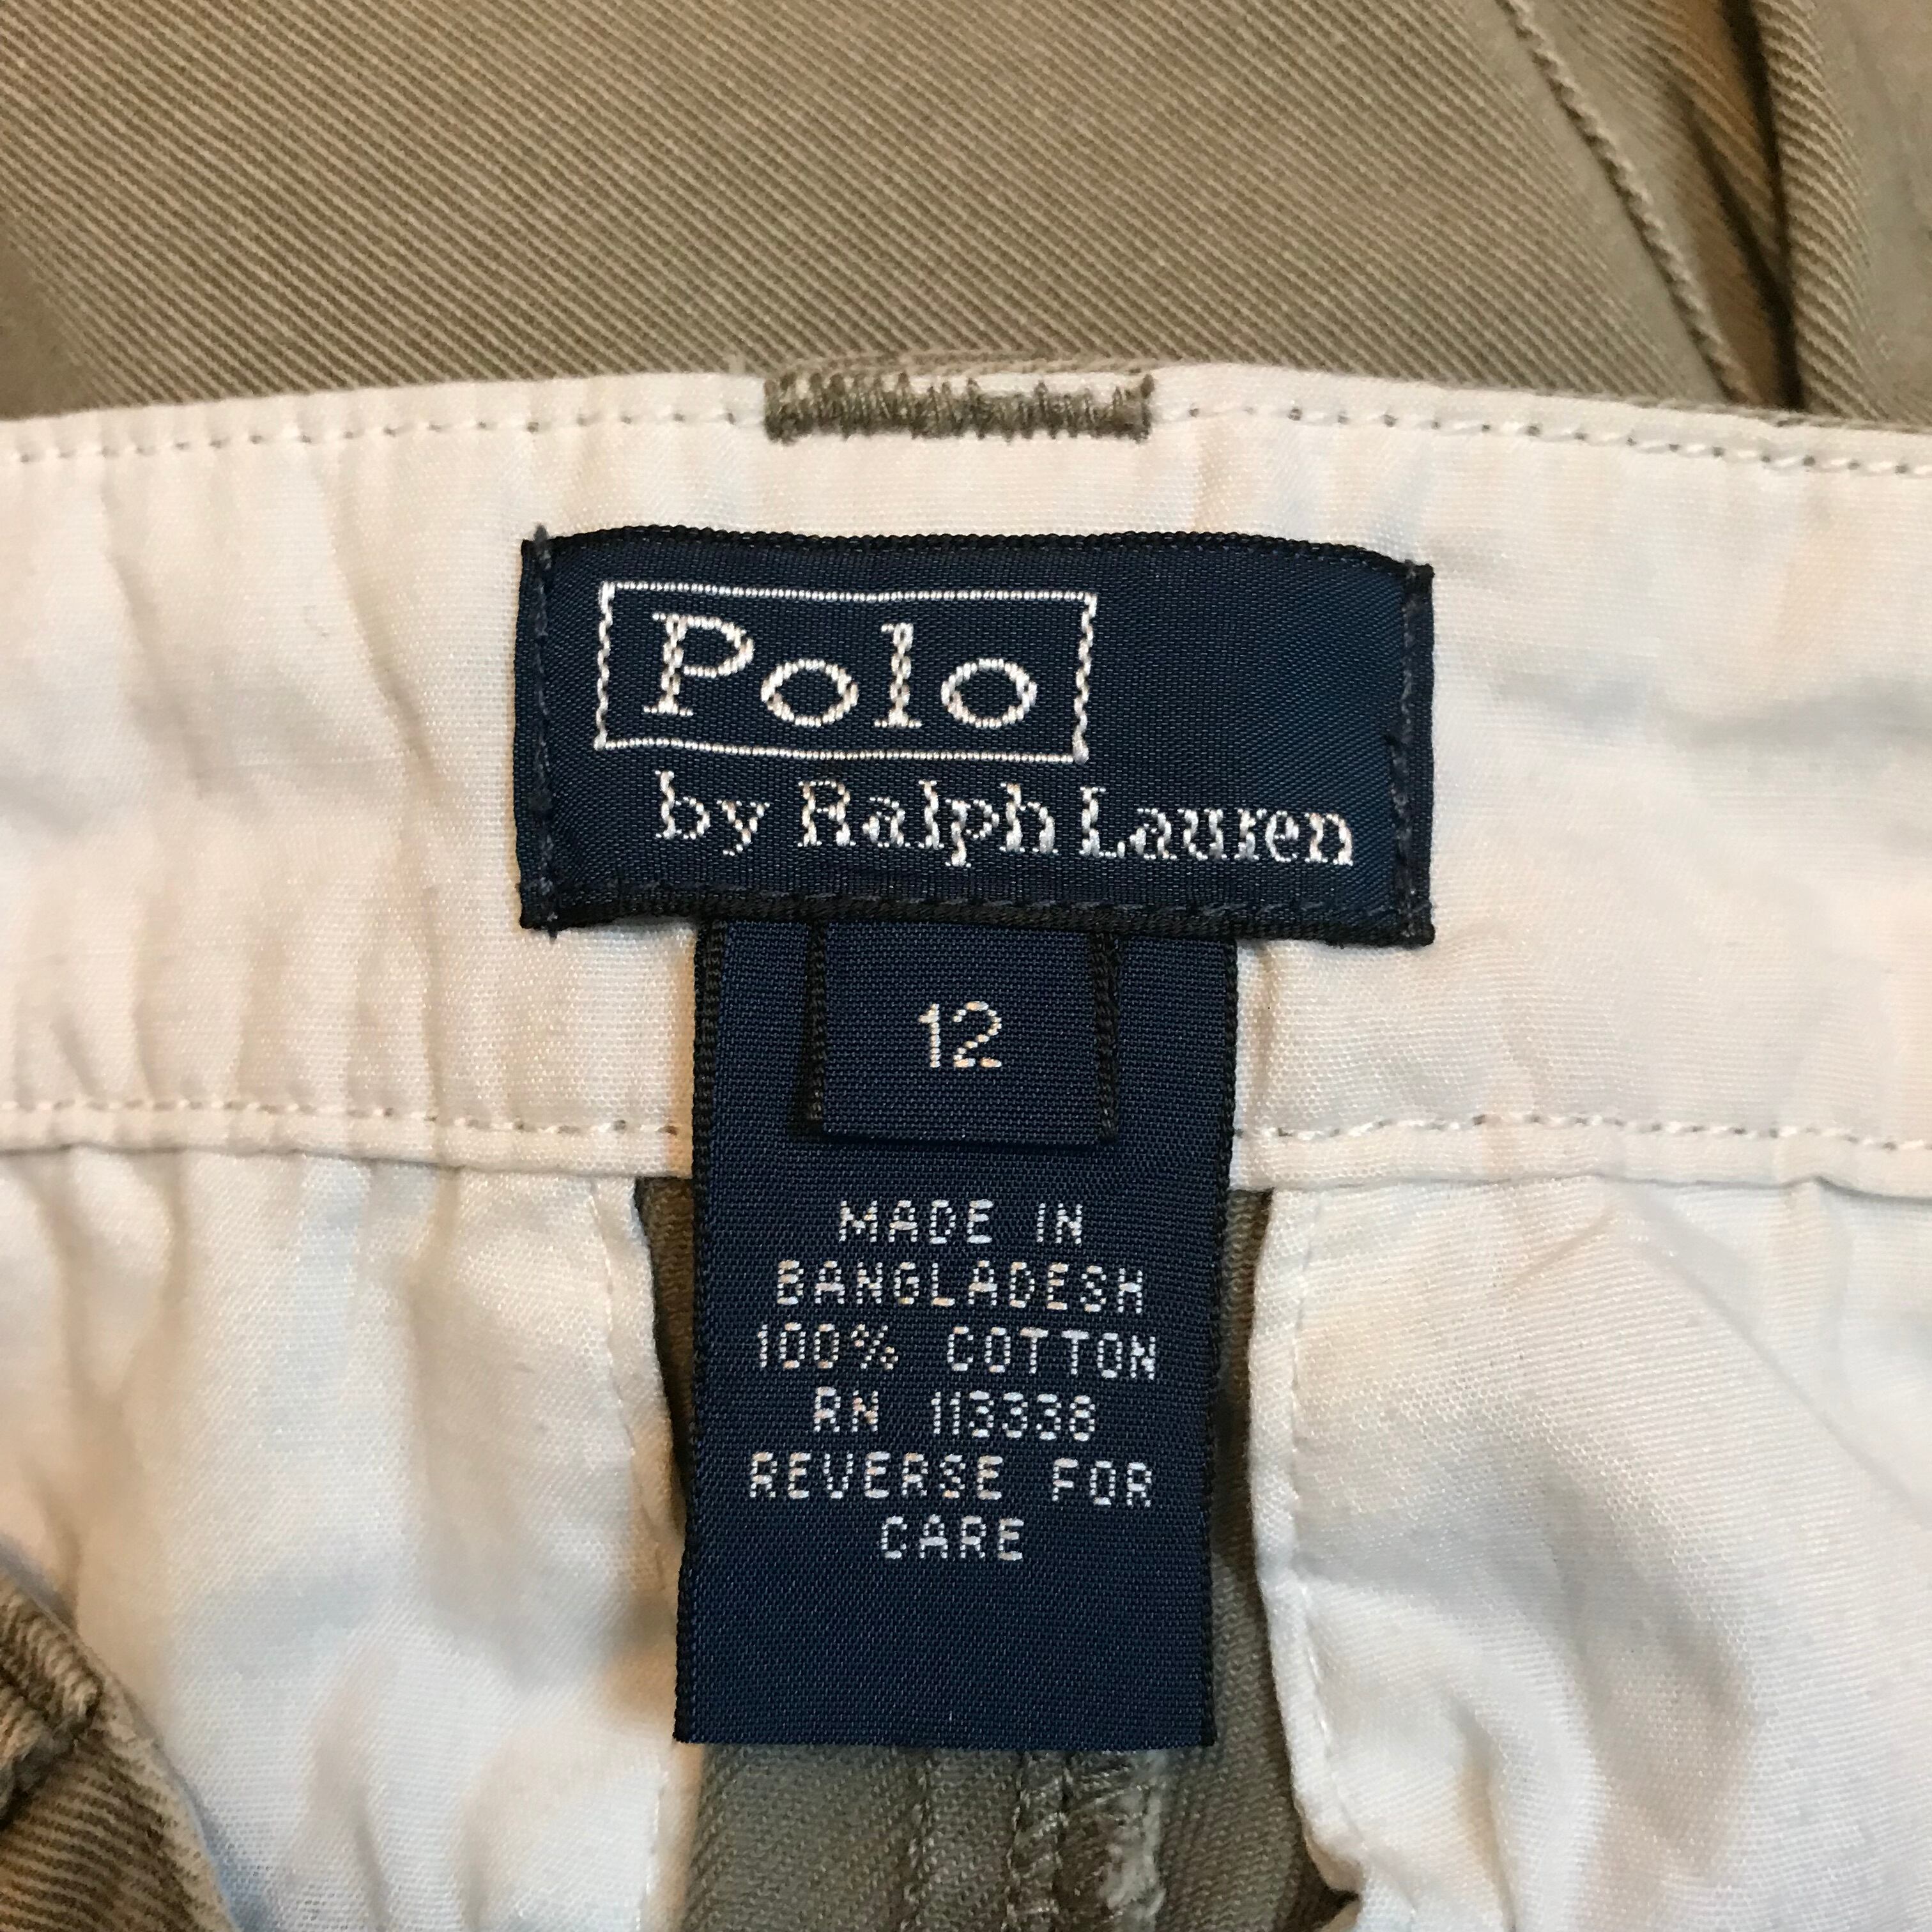 Polo
by Ralph Lauren
12
MADE IN
BANGLADESH
100% COTTON
RN 113338
REVERSE FOR
CARE